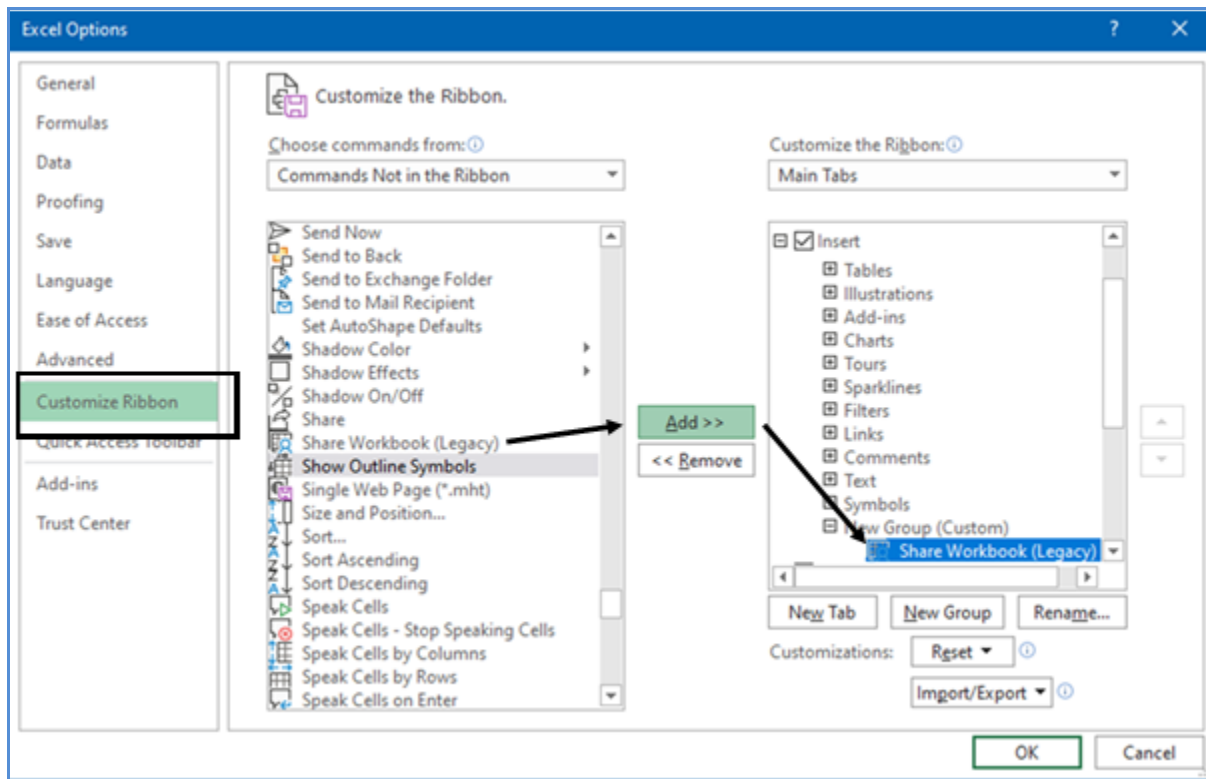 Excel Options
?
General
Formulas
Data
Proofing
Save
Language
Ease of Access
Advanced
Customize Ribbon
Quick Access Toolbar
Add-ins
Trust Center
Customize the Ribbon.
Choose commands from:
Commands Not in the Ribbon
Send Now
Send to Back
Send to Exchange Folder
Send to Mail Recipient
Set AutoShape Defaults
Shadow Color
Shadow Effects
Shadow On/Off
Share
Share Workbook (Legacy)
Show Outline Symbols
Single Web Page (*.mht)
Size and Position...
Sort...
Sort Ascending
Sort Descending
Speak Cells
Speak Cells - Stop Speaking Cells
Speak Cells by Columns
Speak Cells by Rows
Speak Cells on Enter
Add >>
<< Remove
Customize the Ribbon:
Main Tabs
Insert
Tables
Illustrations
Add-ins
Charts
Tours
Sparklines
Filters
Links
Comments
Text
Symbols
New Group (Custom)
Share Workbook (Legacy)
New Tab
New Group
Rename...
Customizations:
Reset
Import/Export
OK
Cancel